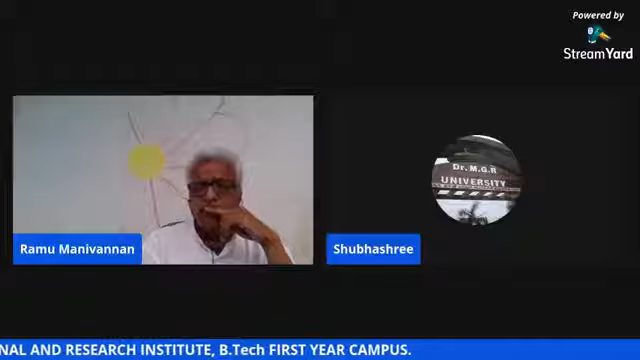 Powered by
StreamYard
Dr. M.G.R
UNIVERSITY
Ramu Manivannan
Shubhashree
NAL AND RESEARCH INSTITUTE, B.Tech FIRST YEAR CAMPUS.